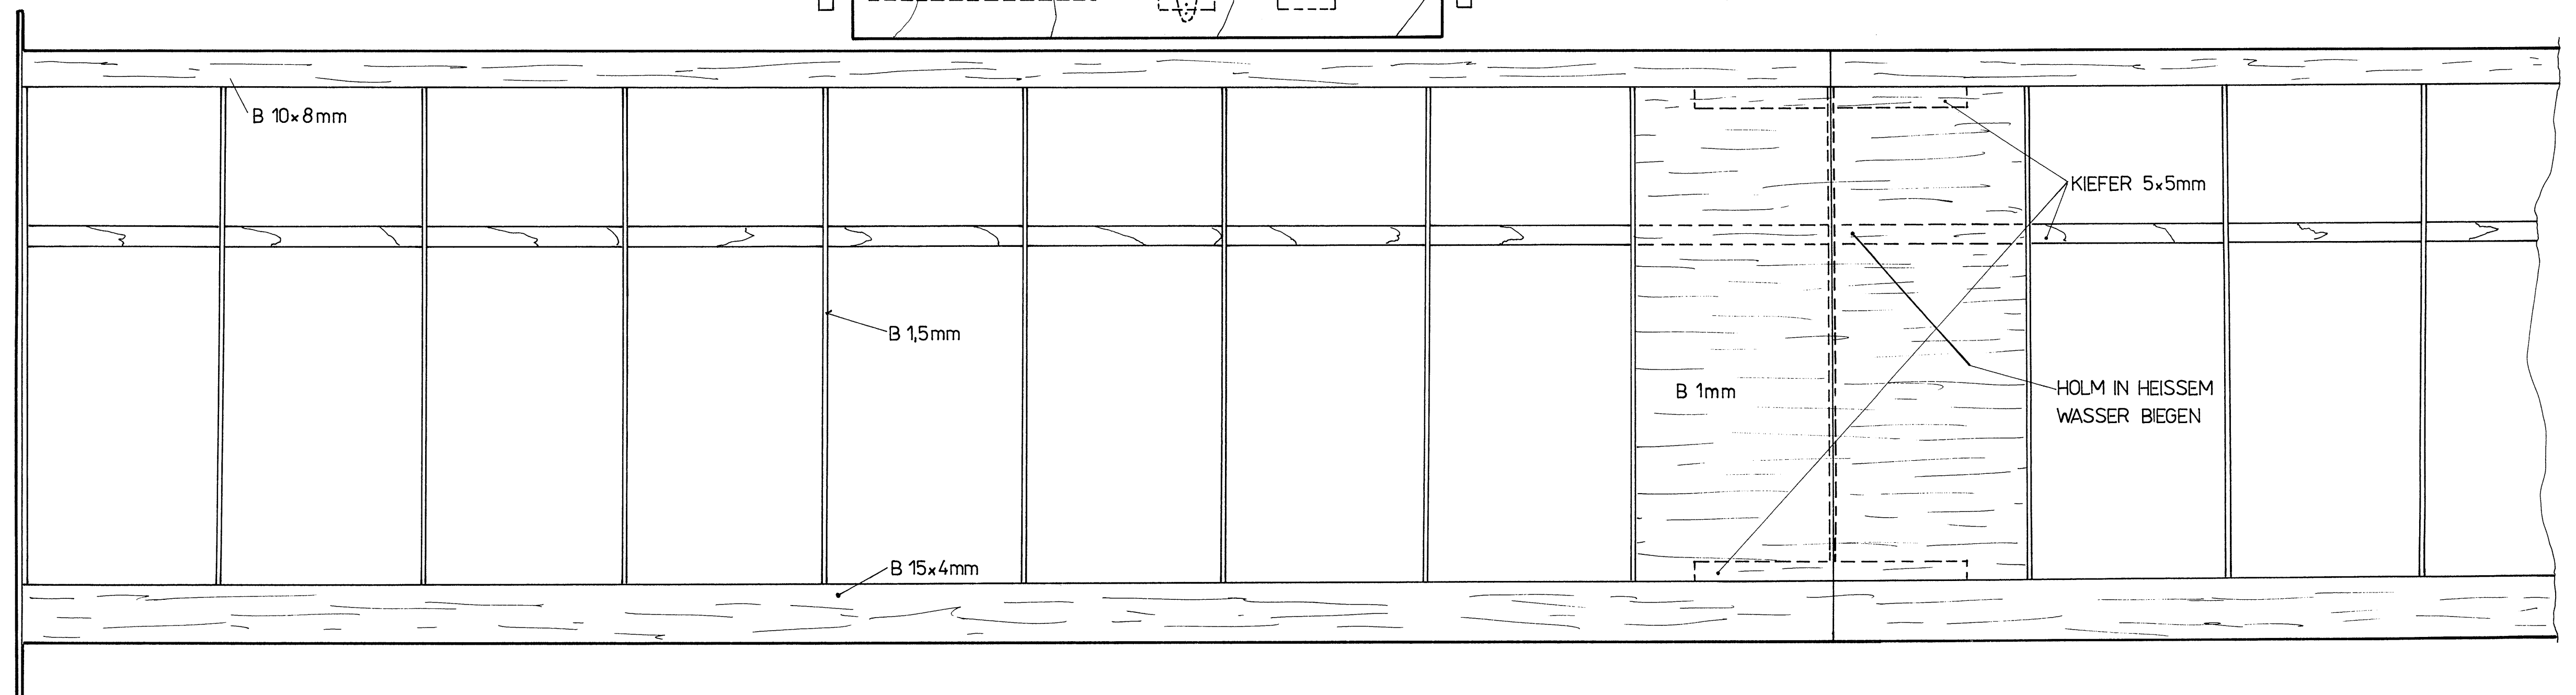 B 10×8mm
KIEFER 5×5mm
B 1,5mm
B 1mm
HOLM IN HEISSEM
WASSER BIEGEN
B 15×4mm